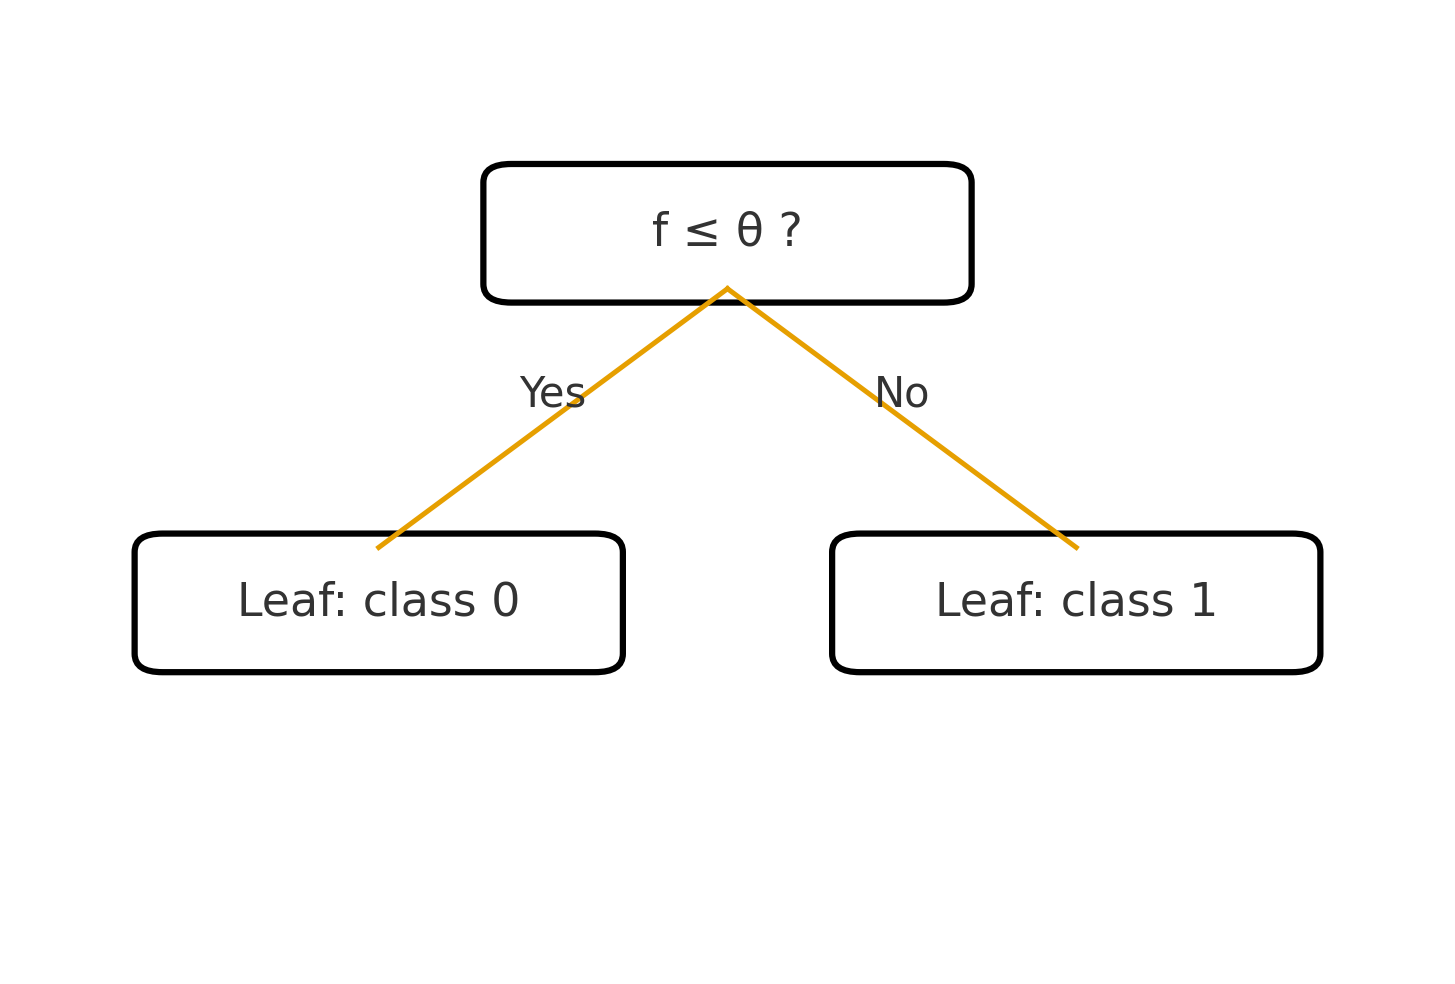 f ≤ θ ?
Yes
No
Leaf: class 0
Leaf: class 1